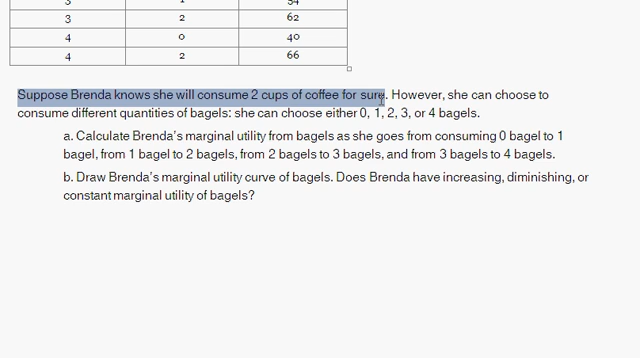 3 1 54
3 2 62
4 0 40
4 2 66
Suppose Brenda knows she will consume 2 cups of coffee for sure. However, she can choose to
consume different quantities of bagels: she can choose either 0, 1, 2, 3, or 4 bagels.
a. Calculate Brenda's marginal utility from bagels as she goes from consuming 0 bagel to 1
bagel, from 1 bagel to 2 bagels, from 2 bagels to 3 bagels, and from 3 bagels to 4 bagels.
b. Draw Brenda's marginal utility curve of bagels. Does Brenda have increasing, diminishing, or
constant marginal utility of bagels?